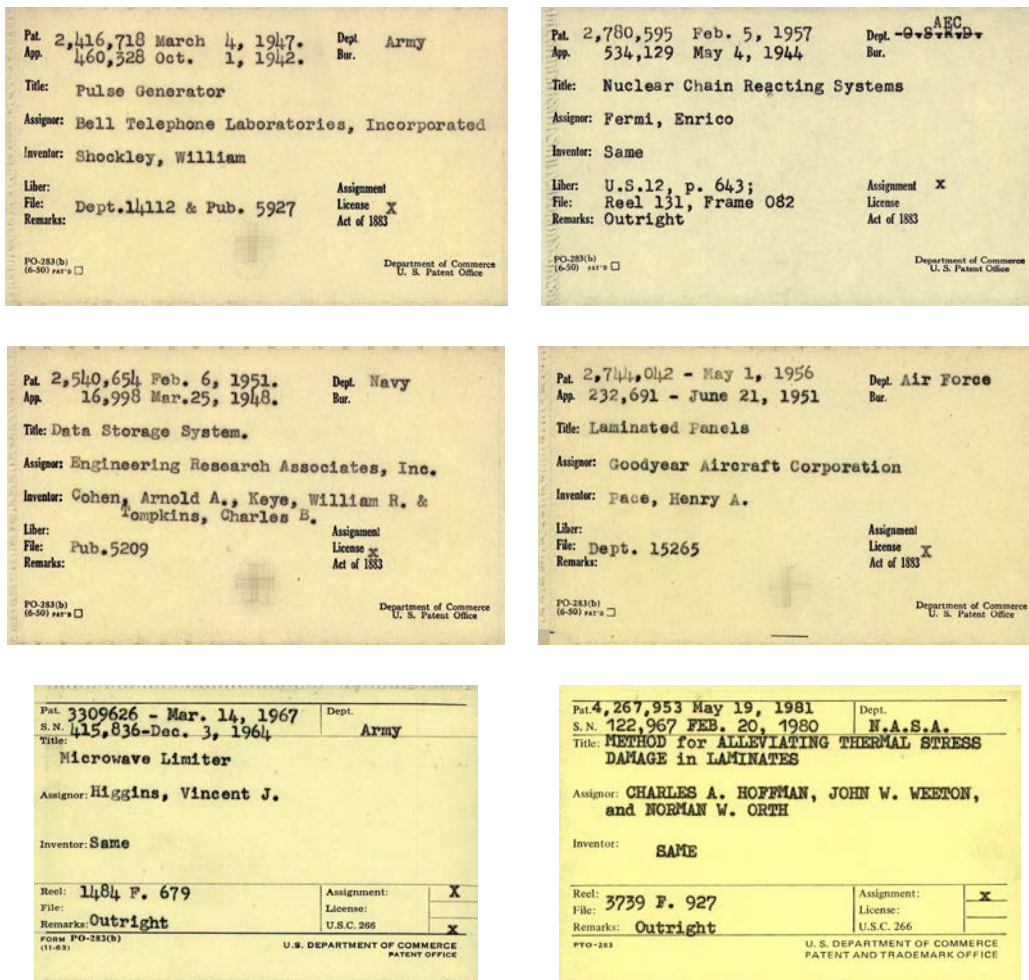 Pat. 2,416,718 March 4, 1947. Dept. Army
App. 460,328 Oct. 1, 1942. Bur.
Title: Pulse Generator
Assignor: Bell Telephone Laboratories, Incorporated
Inventor: Shockley, William
Liber: Assignment
File: Dept.14112 & Pub. 5927 License X
Remarks: Act of 1883
PO-283(b)
(6-50) PAT'D ☐
Department of Commerce
U. S. Patent Office
AEC
Pat. 2,780,595 Feb. 5, 1957 Dept. O.S.R.D.
App. 534,129 May 4, 1944 Bur.
Title: Nuclear Chain Reacting Systems
Assignor: Fermi, Enrico
Inventor: Same
Liber: U.S.12, p. 643; Assignment X
File: Reel 131, Frame 082 License
Remarks: Outright Act of 1883
PO-283(b)
(6-50) PAT'D ☐
Department of Commerce
U. S. Patent Office
Pat. 2,540,654 Feb. 6, 1951. Dept. Navy
App. 16,998 Mar.25, 1948. Bur.
Title: Data Storage System.
Assignor: Engineering Research Associates, Inc.
Inventor: Cohen, Arnold A., Keye, William R. &
Tompkins, Charles B.
Liber: Assignment
File: Pub.5209 License X
Remarks: Act of 1883
PO-283(b)
(6-50) PAT'D ☐
Department of Commerce
U. S. Patent Office
Pat. 2,744,042 - May 1, 1956 Dept. Air Force
App. 232,691 - June 21, 1951 Bur.
Title: Laminated Panels
Assignor: Goodyear Aircraft Corporation
Inventor: Pace, Henry A.
Liber: Assignment
File: Dept. 15265 License X
Remarks: Act of 1883
PO-283(b)
(6-50) PAT'D ☐
Department of Commerce
U. S. Patent Office
Pat. 3309626 - Mar. 14, 1967 Dept.
S. N. 415,836-Dec. 3, 1964 Army
Title:
Microwave Limiter
Assignor: Higgins, Vincent J.
Inventor: Same
Reel: 1484 F. 679 Assignment: X
File: License:
Remarks: Outright U.S.C. 266 X
FORM PO-283(b)
(11-63)
U.S. DEPARTMENT OF COMMERCE
PATENT OFFICE
Pat. 4,267,953 May 19, 1981 Dept.
S. N. 122,967 FEB. 20, 1980 N.A.S.A.
Title: METHOD for ALLEVIATING THERMAL STRESS
DAMAGE in LAMINATES
Assignor: CHARLES A. HOFFMAN, JOHN W. WEETON,
and NORMAN W. ORTH
Inventor: SAME
Reel: 3739 F. 927 Assignment: X
File: License:
Remarks: Outright U.S.C. 266
PTO-283
U. S. DEPARTMENT OF COMMERCE
PATENT AND TRADEMARK OFFICE